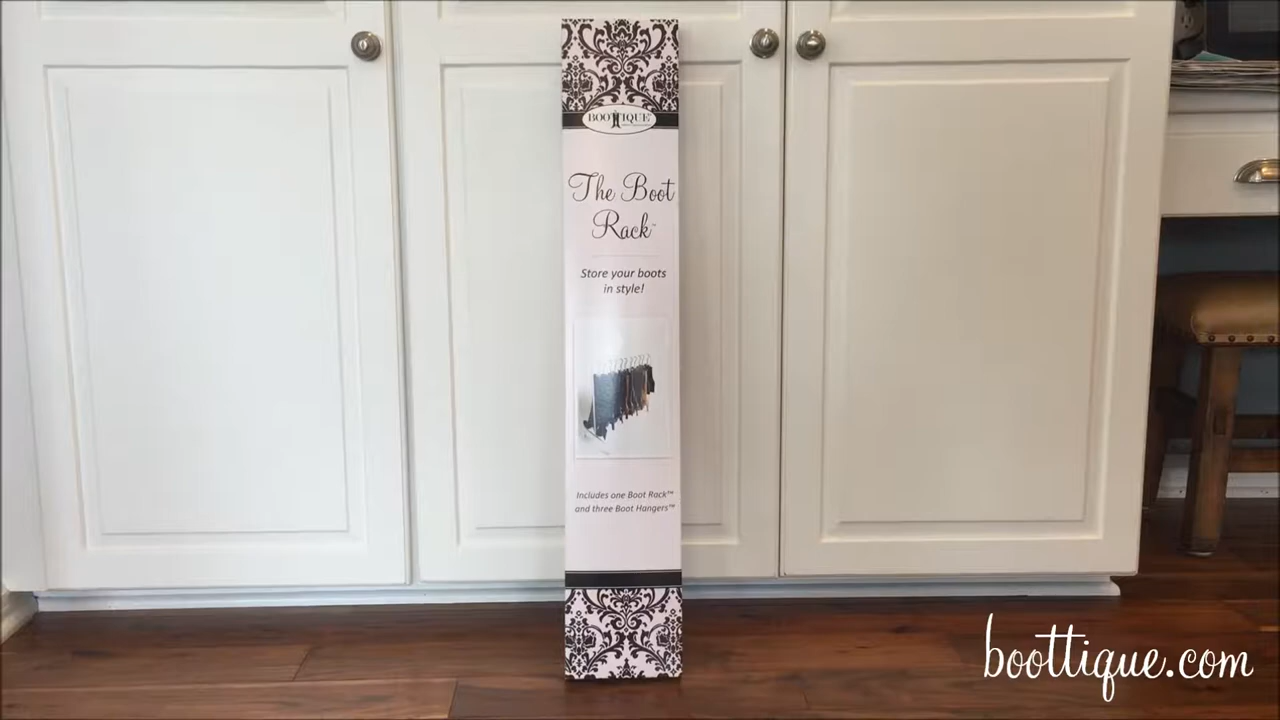 BOOTTIQUE
The Boot
Rack™
Store your boots
in style!
Includes one Boot Rack™
and three Boot Hangers™
boottique.com